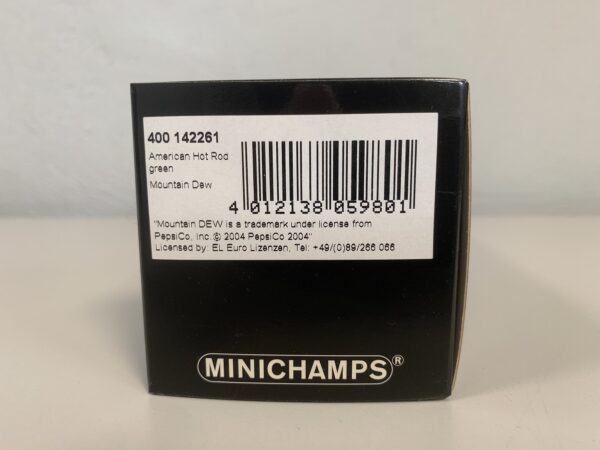 400 142261
American Hot Rod
green
Mountain Dew
4 012138 059801
"Mountain DEW is a trademark under license from
PepsiCo, Inc.© 2004 PepsiCo 2004"
Licensed by: EL Euro Lizenzen, Tel: +49/(0)89/266 066
MINICHAMPS®